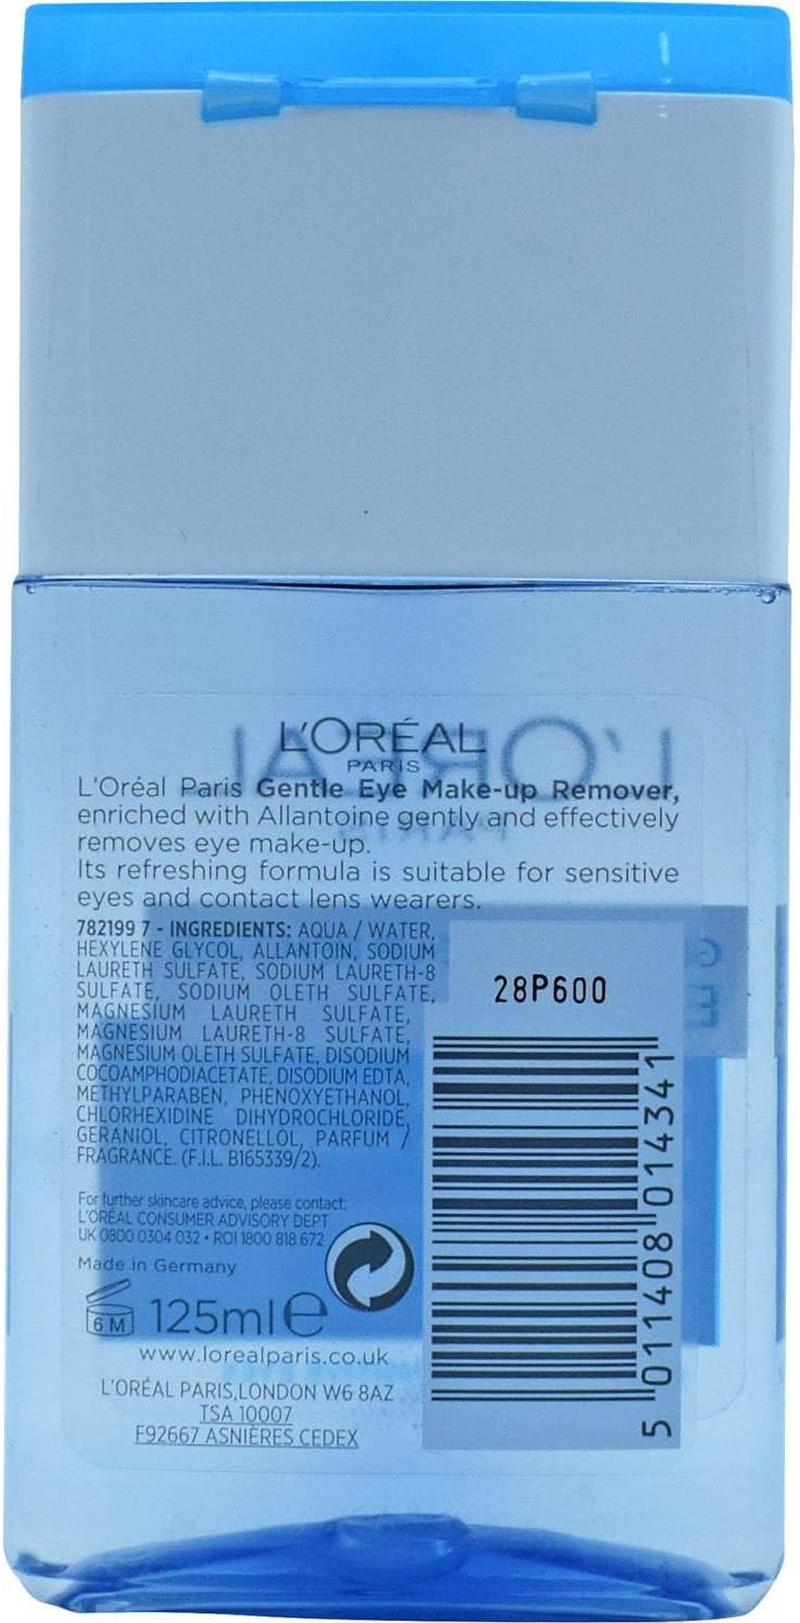 L'ORÉAL
PARIS
L'Oréal Paris Gentle Eye Make-up Remover,
enriched with Allantoine gently and effectively
removes eye make-up.
Its refreshing formula is suitable for sensitive
eyes and contact lens wearers.
782199 7 - INGREDIENTS: AQUA / WATER,
HEXYLENE GLYCOL, ALLANTOIN, SODIUM
LAURETH SULFATE, SODIUM LAURETH-8
SULFATE, SODIUM OLETH SULFATE,
MAGNESIUM LAURETH SULFATE,
MAGNESIUM LAURETH-8 SULFATE,
MAGNESIUM OLETH SULFATE, DISODIUM
COCOAMPHODIACETATE, DISODIUM EDTA,
METHYLPARABEN, PHENOXYETHANOL,
CHLORHEXIDINE DIHYDROCHLORIDE,
GERANIOL, CITRONELLOL, PARFUM /
FRAGRANCE. (F.I.L. B165339/2).
28P600
5 011408 014341
For further skincare advice, please contact:
L'ORÉAL CONSUMER ADVISORY DEPT
UK 0800 0304 032 • ROI 1800 818 672
Made in Germany
6 M 125ml e
www.lorealparis.co.uk
L'ORÉAL PARIS, LONDON W6 8AZ
TSA 10007
F92667 ASNIÈRES CEDEX